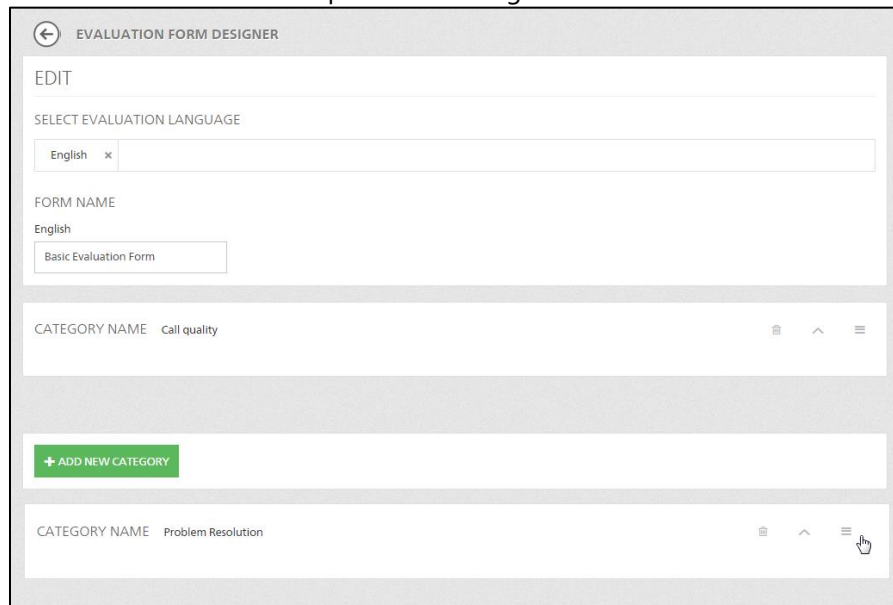 EVALUATION FORM DESIGNER
EDIT
SELECT EVALUATION LANGUAGE
English ×
FORM NAME
English
Basic Evaluation Form
CATEGORY NAME Call quality
+ ADD NEW CATEGORY
CATEGORY NAME Problem Resolution